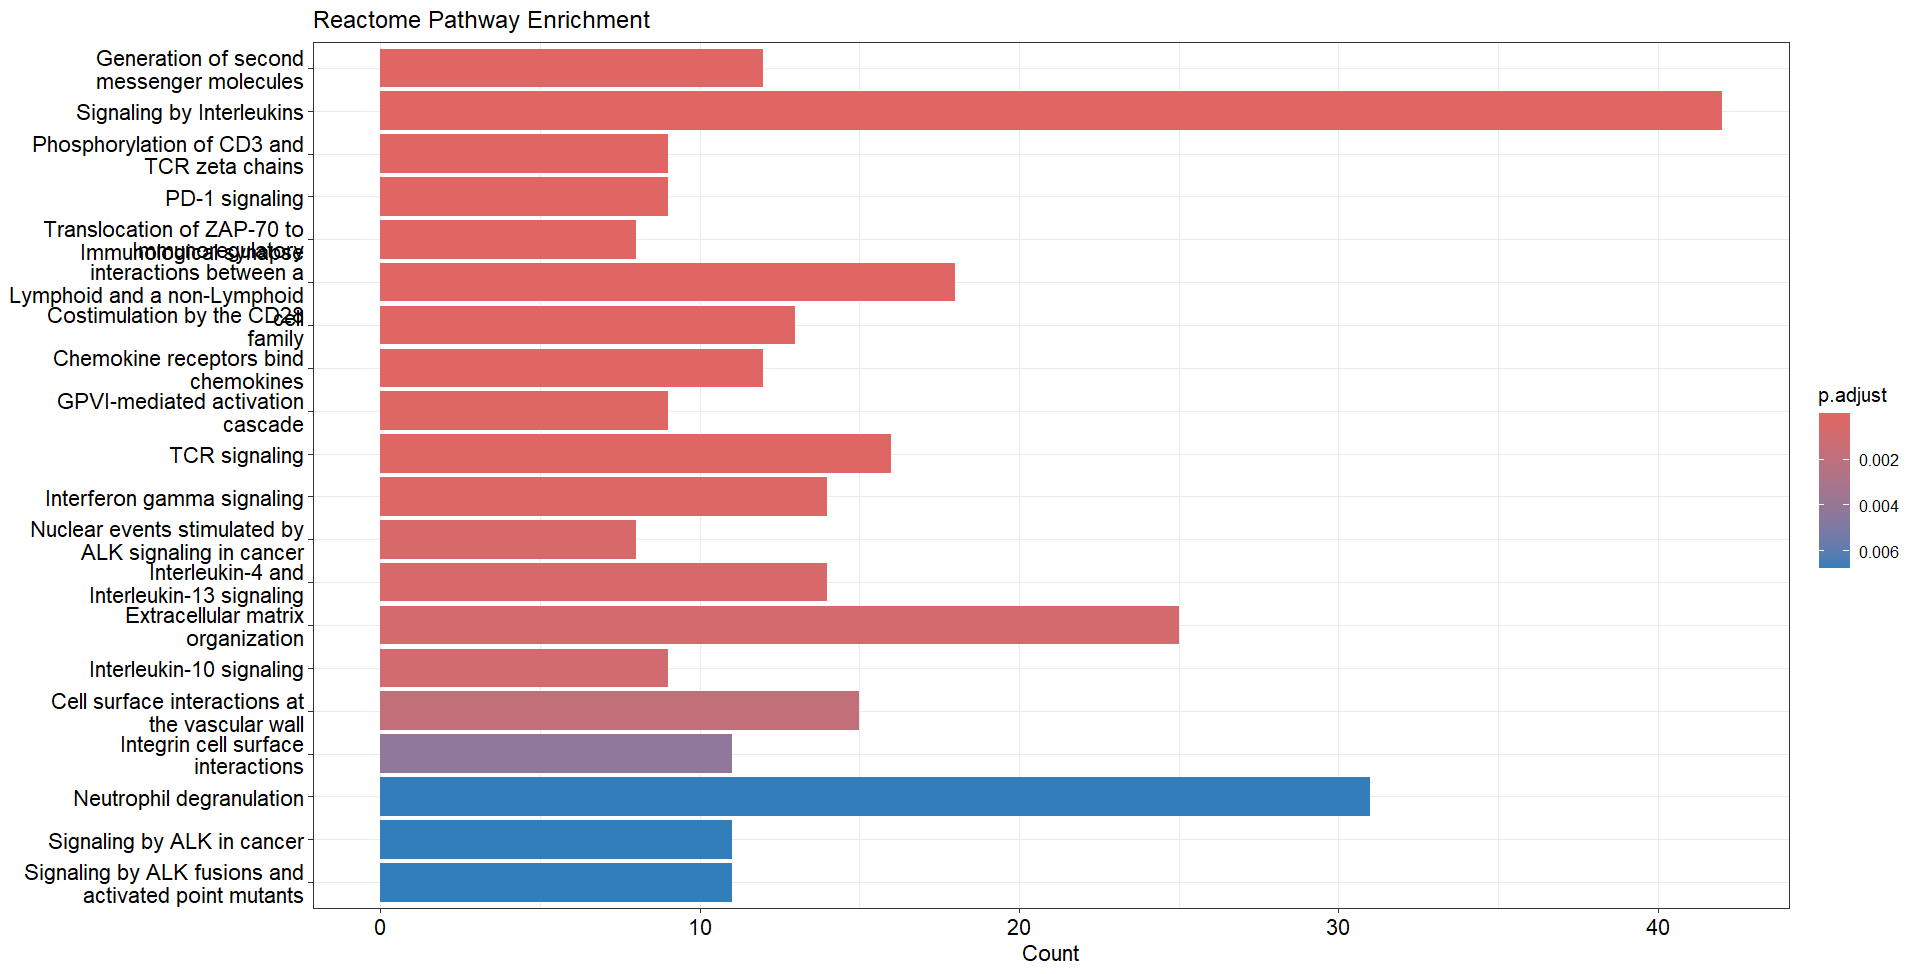 Reactome Pathway Enrichment
Generation of second
messenger molecules
Signaling by Interleukins
Phosphorylation of CD3 and
TCR zeta chains
PD-1 signaling
Translocation of ZAP-70 to
Immunological synapse
Immunoregulatory
interactions between a
Lymphoid and a non-Lymphoid
cell
Costimulation by the CD28
family
Chemokine receptors bind
chemokines
GPVI-mediated activation
cascade
TCR signaling
Interferon gamma signaling
Nuclear events stimulated by
ALK signaling in cancer
Interleukin-4 and
Interleukin-13 signaling
Extracellular matrix
organization
Interleukin-10 signaling
Cell surface interactions at
the vascular wall
Integrin cell surface
interactions
Neutrophil degranulation
Signaling by ALK in cancer
Signaling by ALK fusions and
activated point mutants
0 10 20 30 40
Count
p.adjust
0.002
0.004
0.006